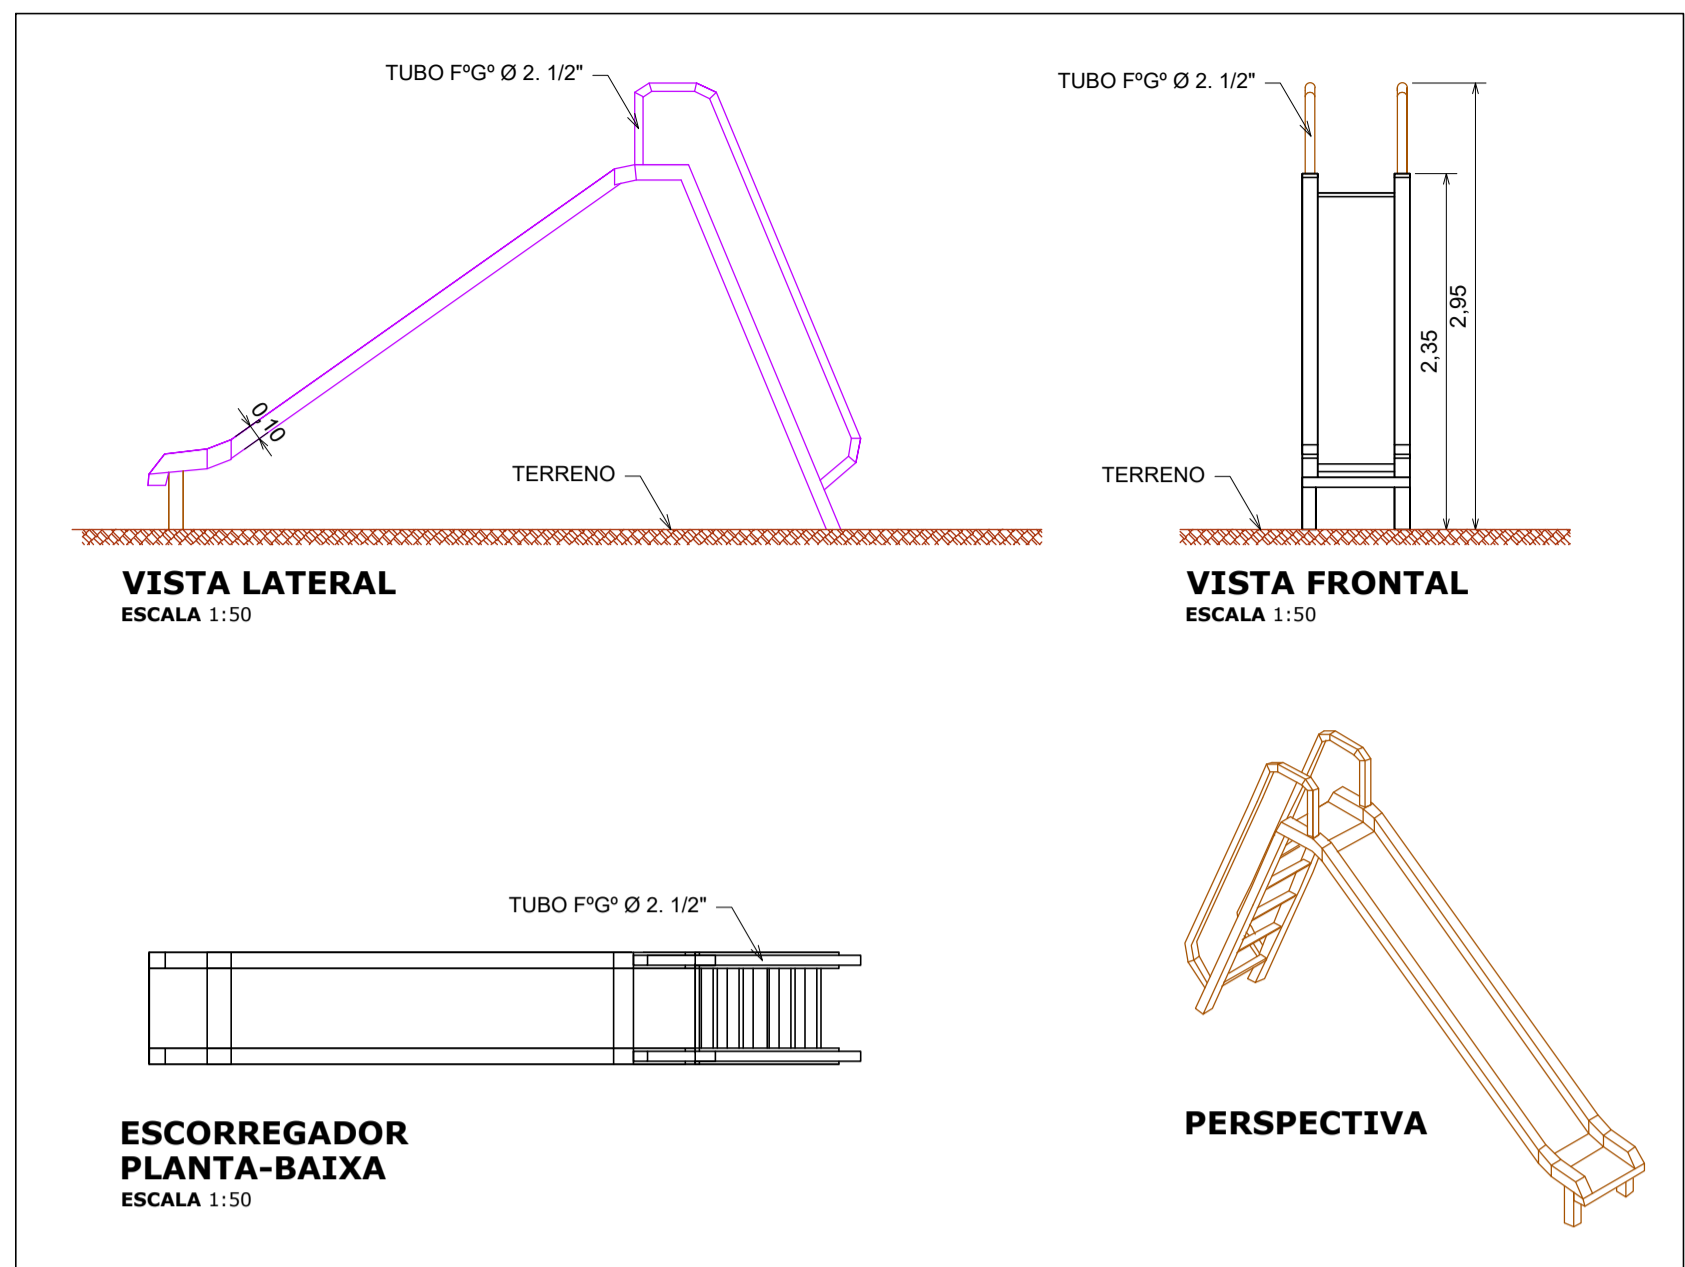 TUBO FºGº Ø 2. 1/2"
TUBO FºGº Ø 2. 1/2"
2,95
2,35
0,10
TERRENO
TERRENO
VISTA LATERAL
ESCALA 1:50
VISTA FRONTAL
ESCALA 1:50
TUBO FºGº Ø 2. 1/2"
ESCORREGADOR
PLANTA-BAIXA
ESCALA 1:50
PERSPECTIVA